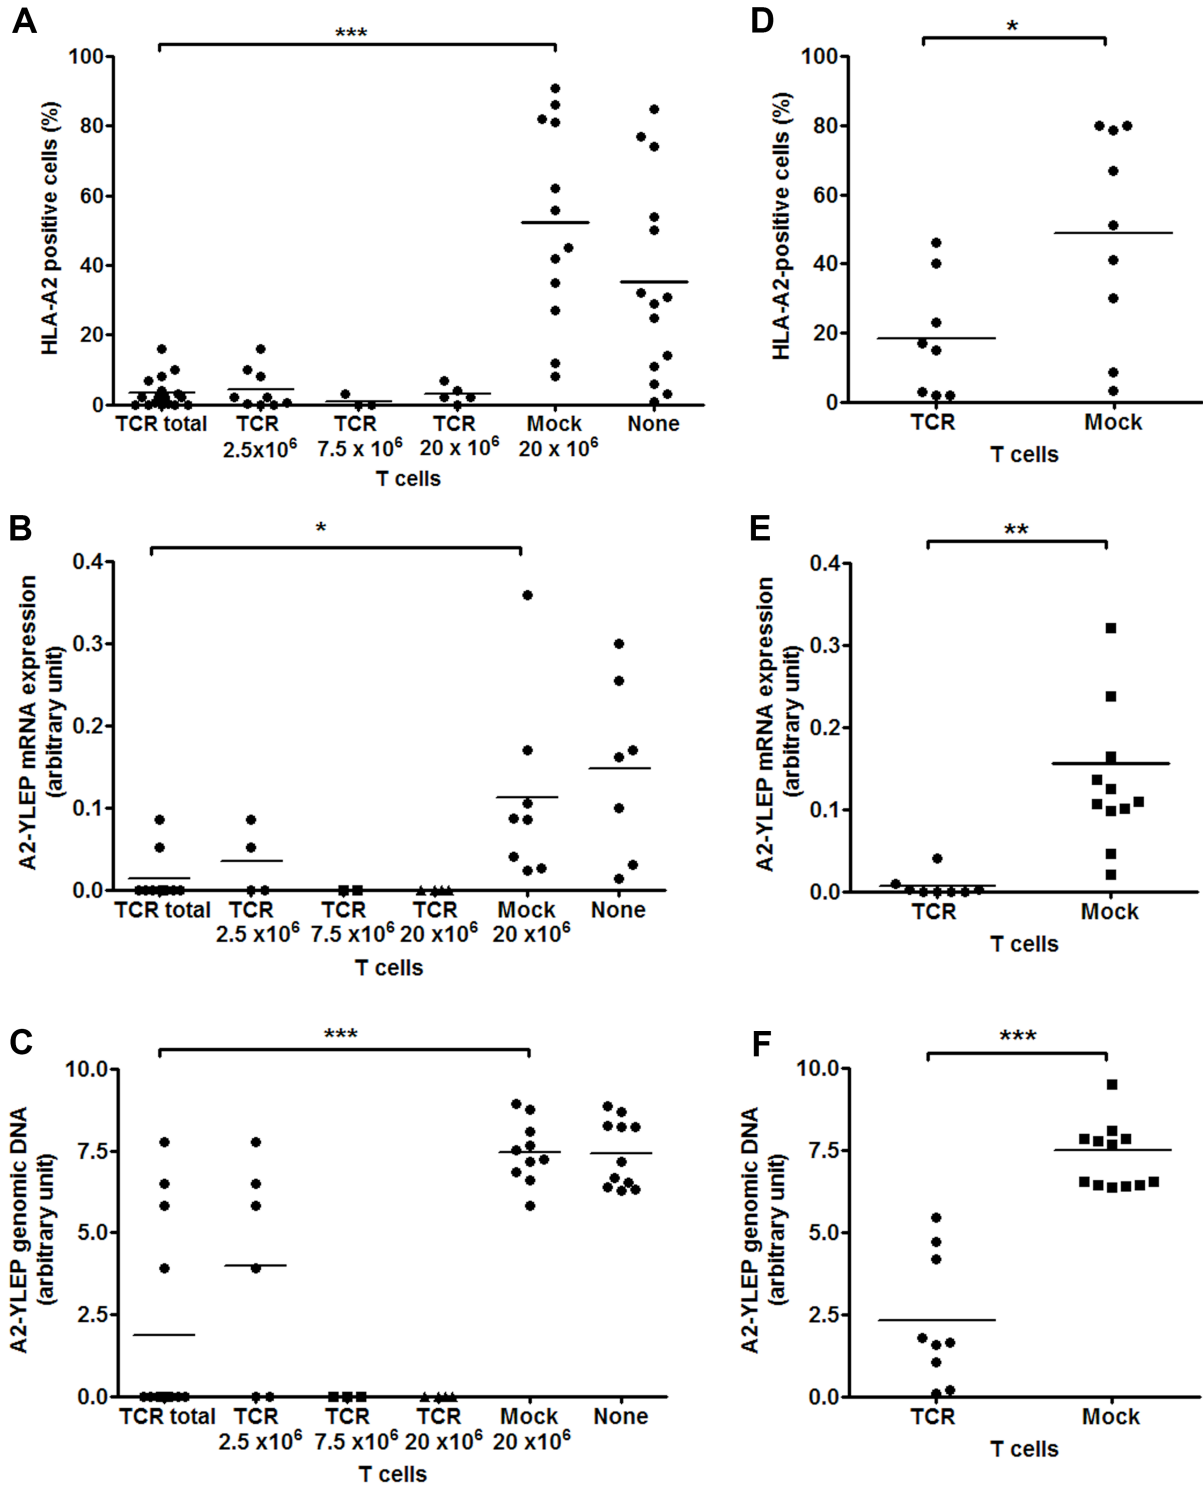 A
***
HLA-A2 positive cells (%)
100
80
60
40
20
0
TCR total TCR TCR TCR Mock None
2.5x10⁶ 7.5 x 10⁶ 20 x 10⁶ 20 x 10⁶
T cells
D
*
HLA-A2-positive cells (%)
100
80
60
40
20
0
TCR Mock
T cells
B
*
A2-YLEP mRNA expression
(arbitrary unit)
0.4
0.3
0.2
0.1
0.0
TCR total TCR TCR TCR Mock None
2.5 x10⁶ 7.5 x10⁶ 20 x10⁶ 20 x10⁶
T cells
E
**
A2-YLEP mRNA expression
(arbitrary unit)
0.4
0.3
0.2
0.1
0.0
TCR Mock
T cells
C
***
A2-YLEP genomic DNA
(arbitrary unit)
10.0
7.5
5.0
2.5
0.0
TCR total TCR TCR TCR Mock None
2.5 x10⁶ 7.5 x10⁶ 20 x10⁶ 20 x10⁶
T cells
F
***
A2-YLEP genomic DNA
(arbitrary unit)
10.0
7.5
5.0
2.5
0.0
TCR Mock
T cells